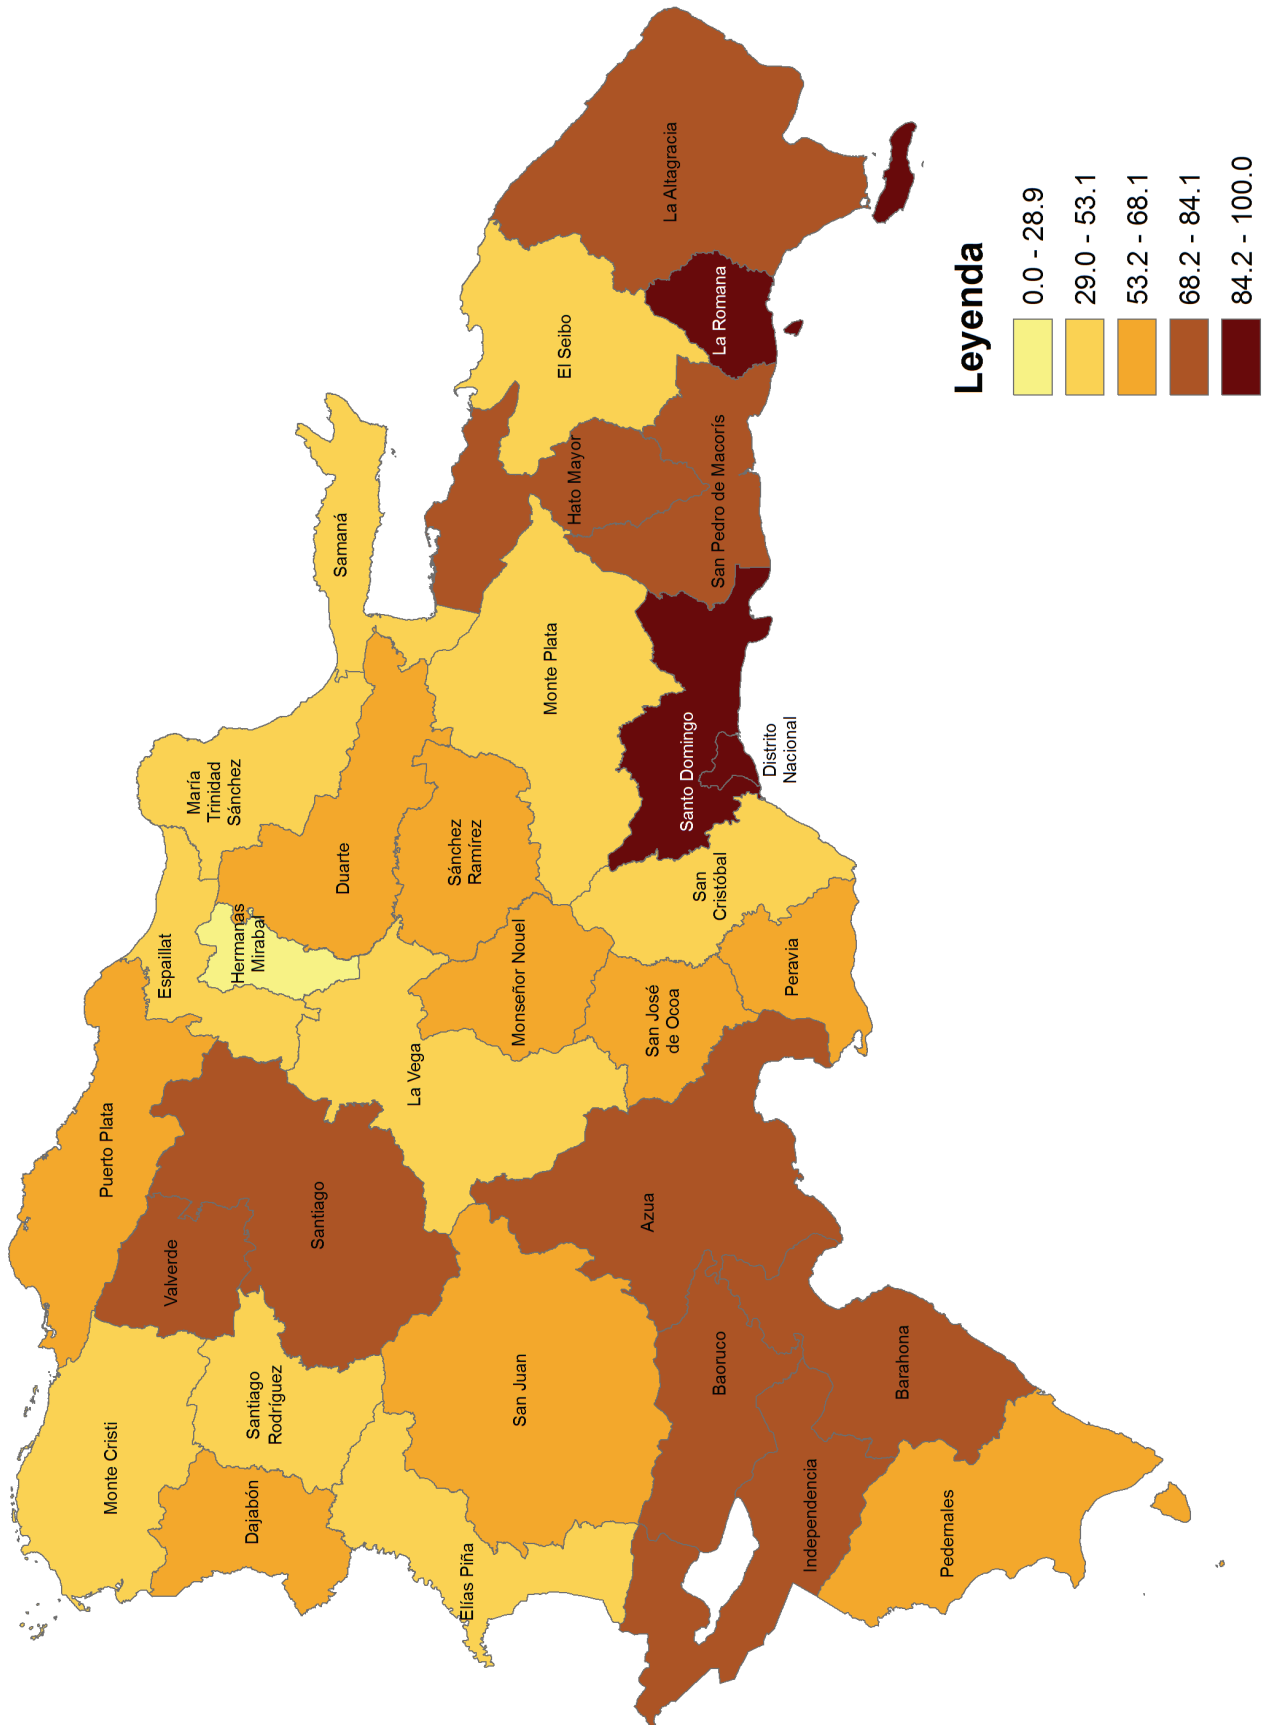 Puerto Plata
Monte Cristi
Valverde
Espaillat
María
Trinidad
Sánchez
Dajabón
Santiago
Rodríguez
Santiago
Hermanas
Mirabal
Duarte
Samaná
La Vega
Sánchez
Ramírez
Elías Piña
San Juan
Monseñor Nouel
Monte Plata
Hato Mayor
El Seibo
La Altagracia
Azua
San José
de Ocoa
San
Cristóbal
Santo Domingo
San Pedro de Macorís
La Romana
Baoruco
Peravia
Distrito
Nacional
Independencia
Barahona
Pedernales
Leyenda
0.0 - 28.9
29.0 - 53.1
53.2 - 68.1
68.2 - 84.1
84.2 - 100.0